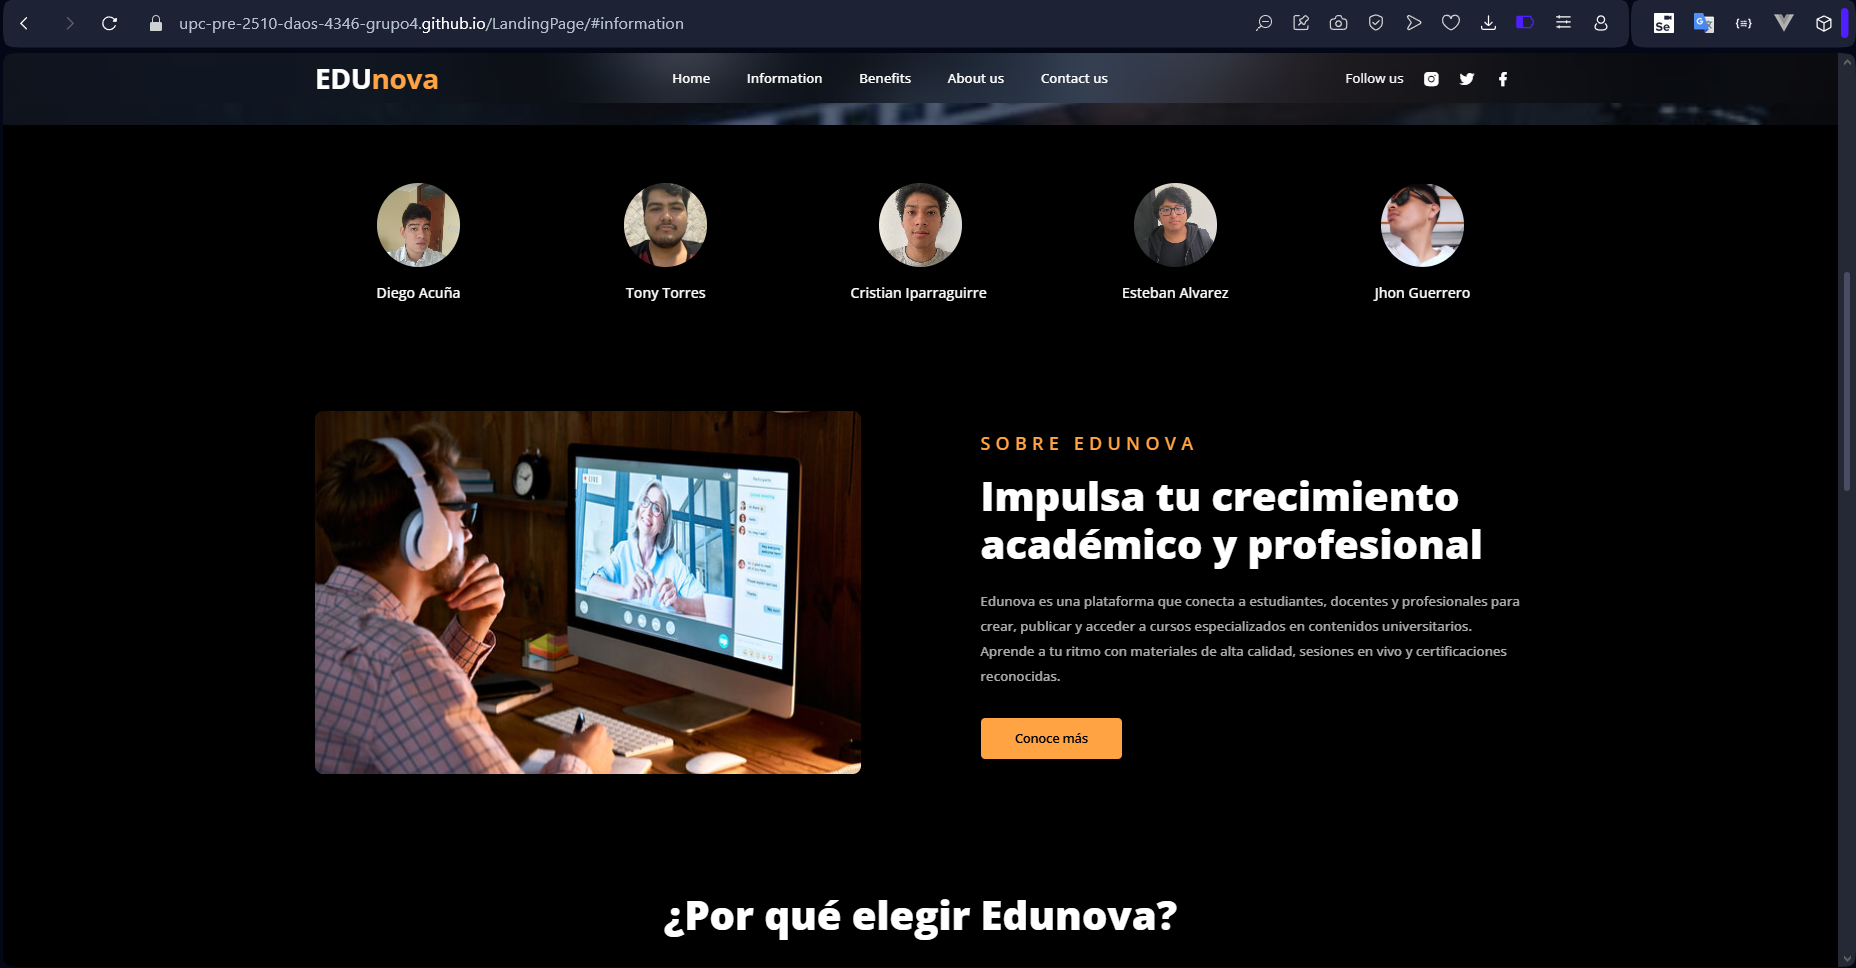 upc-pre-2510-daos-4346-grupo4.github.io/LandingPage/#information
EDUnova
Home Information Benefits About us Contact us
Follow us
Diego Acuña
Tony Torres
Cristian Iparraguirre
Esteban Alvarez
Jhon Guerrero
LIVE
SOBRE EDUNOVA
Impulsa tu crecimiento
académico y profesional
Edunova es una plataforma que conecta a estudiantes, docentes y profesionales para
crear, publicar y acceder a cursos especializados en contenidos universitarios.
Aprende a tu ritmo con materiales de alta calidad, sesiones en vivo y certificaciones
reconocidas.
Conoce más
¿Por qué elegir Edunova?